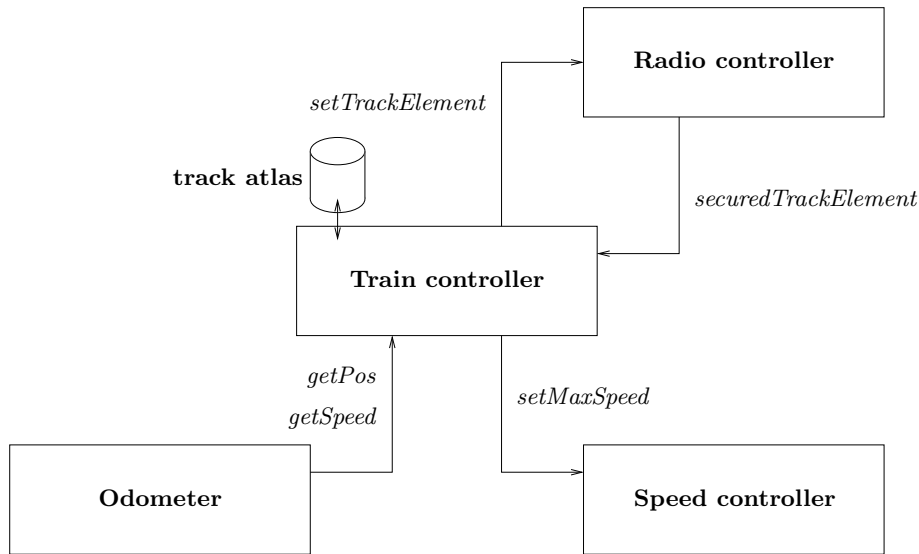 Radio controller
setTrackElement
track atlas
securedTrackElement
Train controller
getPos
getSpeed
setMaxSpeed
Odometer
Speed controller